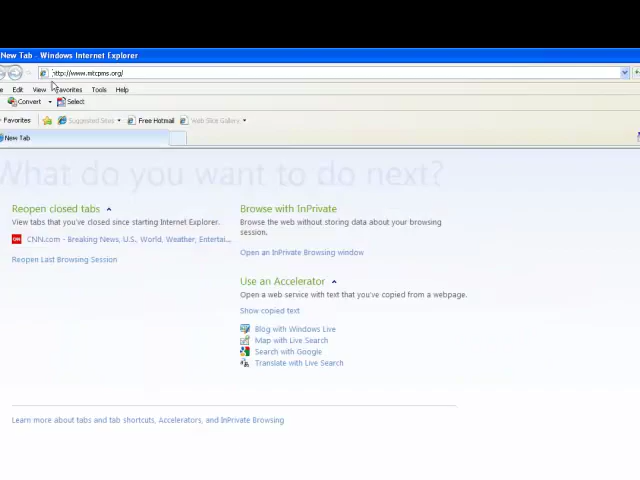 New Tab - Windows Internet Explorer
http://www.mtcpms.org/
Edit View Favorites Tools Help
Convert Select
Favorites Suggested Sites Free Hotmail Web Slice Gallery
New Tab
What do you want to do next?
Reopen closed tabs
View tabs that you've closed since starting Internet Explorer.
CNN.com - Breaking News, U.S., World, Weather, Entertai...
Reopen Last Browsing Session
Browse with InPrivate
Browse the web without storing data about your browsing
session.
Open an InPrivate Browsing window
Use an Accelerator
Open a web service with text that you've copied from a webpage.
Show copied text
Blog with Windows Live
Map with Live Search
Search with Google
Translate with Live Search
Learn more about tabs and tab shortcuts, Accelerators, and InPrivate Browsing